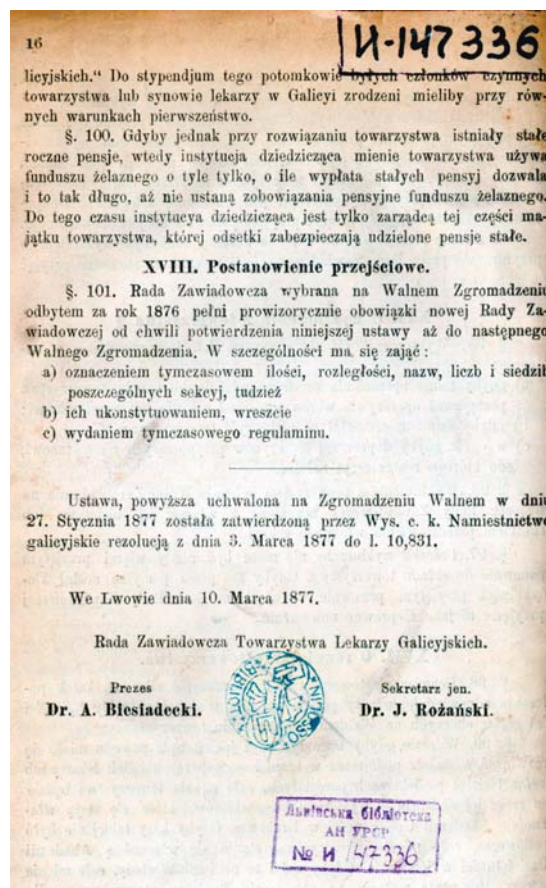 16
И-147336
licyjskich.“ Do stypendjum tego potomkowie byłych członków czynnych
towarzystwa lub synowie lekarzy w Galicyi zrodzeni mieliby przy rów-
nych warunkach pierwszeństwo.
§. 100. Gdyby jednak przy rozwiązaniu towarzystwa istniały stałe
roczne pensje, wtedy instytucja dziedzicząca mienie towarzystwa używa
funduszu żelaznego o tyle tylko, o ile wypłata stałych pensyj dozwala
i to tak długo, aż nie ustaną zobowiązania pensyjne funduszu żelaznego.
Do tego czasu instytucya dziedzicząca jest tylko zarządcą tej części ma-
jątku towarzystwa, której odsetki zabezpieczają udzielone pensje stałe.
XVIII. Postanowienie przejściowe.
§. 101. Rada Zawiadowcza wybrana na Walnem Zgromadzeniu
odbytem za rok 1876 pełni prowizorycznie obowiązki nowej Rady Za-
wiadowczej od chwili potwierdzenia niniejszej ustawy aż do następnego
Walnego Zgromadzenia. W szczególności ma się zająć :
a) oznaczeniem tymczasowem ilości, rozległości, nazw, liczb i siedzib
poszczególnych sekcyj, tudzież
b) ich ukonstytuowaniem, wreszcie
c) wydaniem tymczasowego regulaminu.
Ustawa, powyższa uchwalona na Zgromadzeniu Walnem w dniu
27. Stycznia 1877 została zatwierdzoną przez Wys. c. k. Namiestnictwo
galicyjskie rezolucją z dnia 3. Marca 1877 do l. 10,831.
We Lwowie dnia 10. Marca 1877.
Rada Zawiadowcza Towarzystwa Lekarzy Galicyjskich.
Prezes
Dr. A. Biesiadecki.
Sekretarz jen.
Dr. J. Rożański.
Львівська бібліотека
АН УРСР
№ И 147336